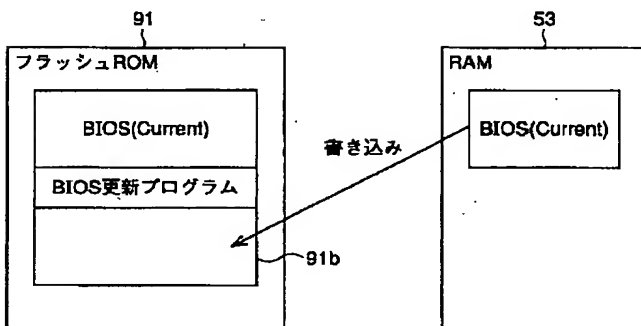 91
フラッシュROM
BIOS(Current)
BIOS更新プログラム
91b
書き込み
53
RAM
BIOS(Current)